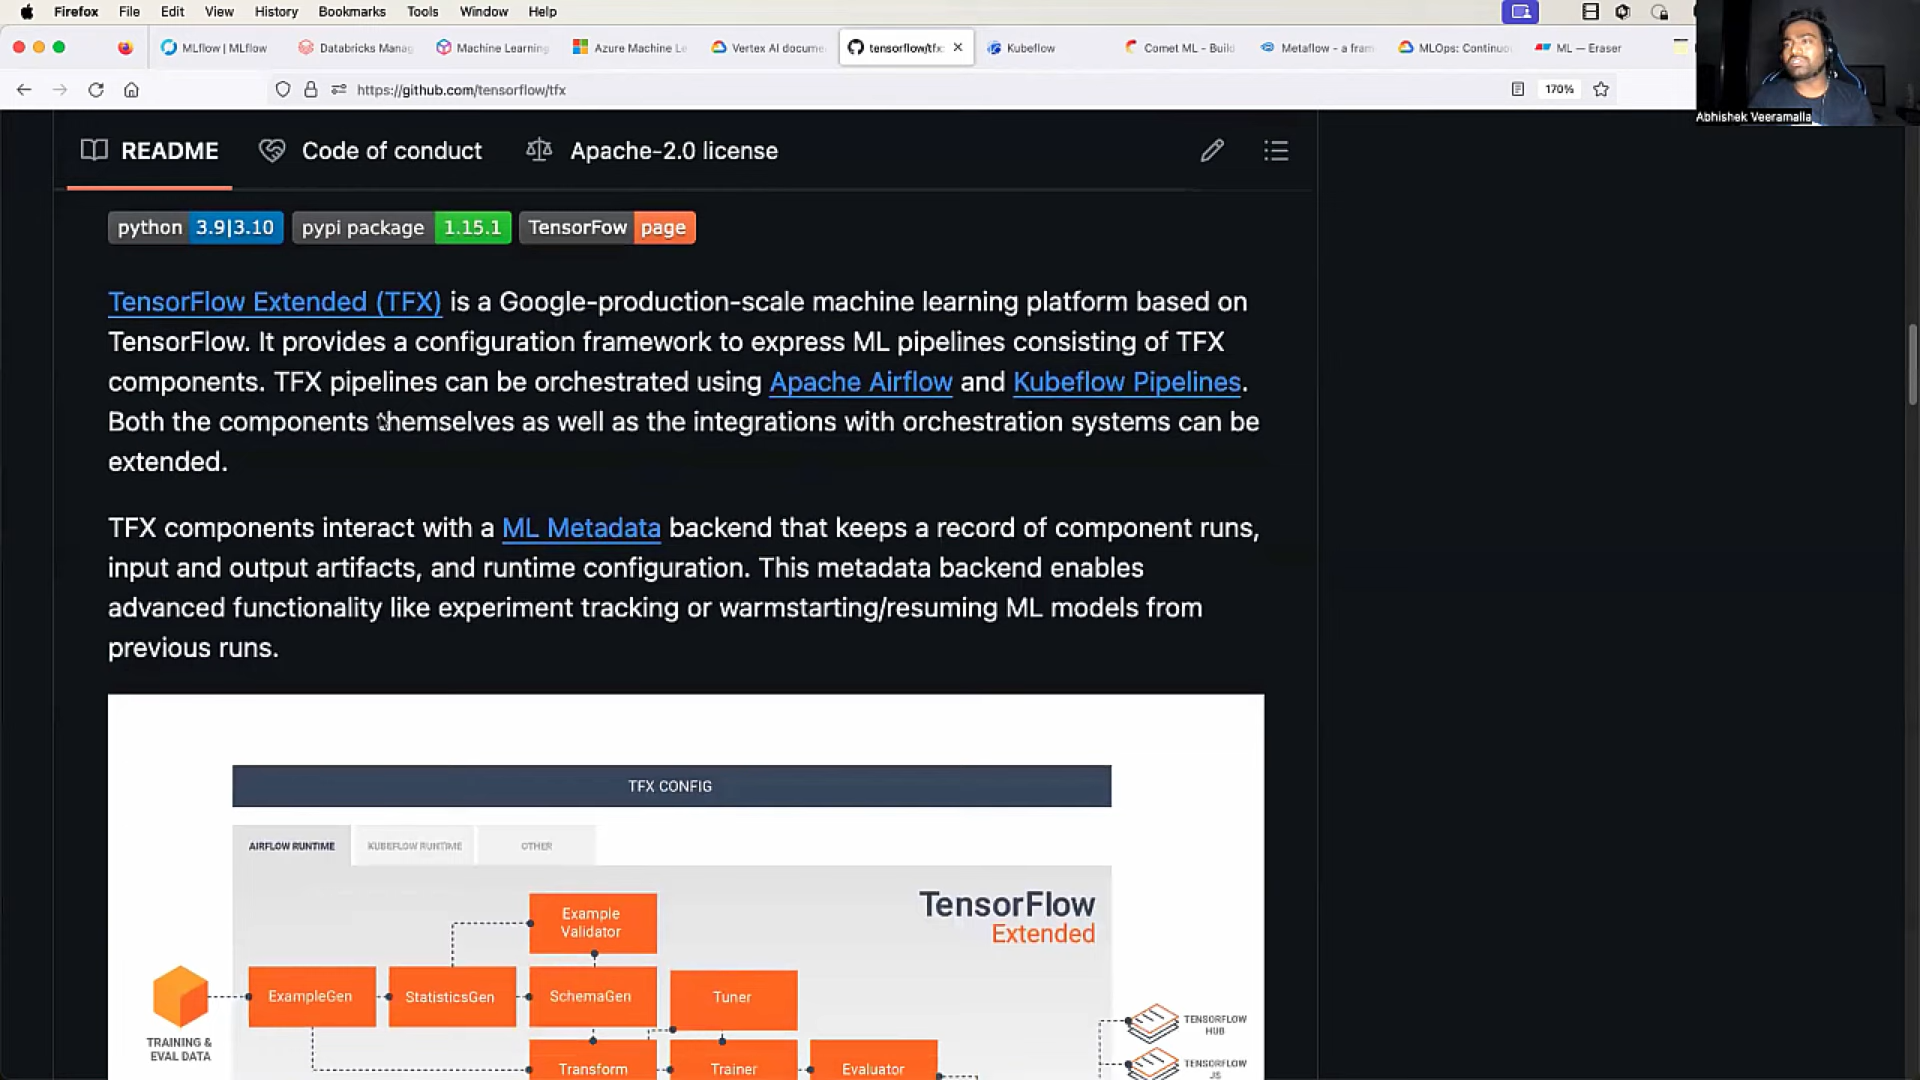 Firefox File Edit View History Bookmarks Tools Window Help
MLflow | MLflow
Databricks Mana
Machine Learning
Azure Machine Le
Vertex AI docume
tensorflow/tfx:
Kubeflow
Comet ML - Build
Metaflow - a fram
MLOps: Continuo
ML — Eraser
https://github.com/tensorflow/tfx
170%
Abhishek Veeramalla
README Code of conduct Apache-2.0 license
python 3.9|3.10 pypi package 1.15.1 TensorFow page
TensorFlow Extended (TFX) is a Google-production-scale machine learning platform based on
TensorFlow. It provides a configuration framework to express ML pipelines consisting of TFX
components. TFX pipelines can be orchestrated using Apache Airflow and Kubeflow Pipelines.
Both the components themselves as well as the integrations with orchestration systems can be
extended.
TFX components interact with a ML Metadata backend that keeps a record of component runs,
input and output artifacts, and runtime configuration. This metadata backend enables
advanced functionality like experiment tracking or warmstarting/resuming ML models from
previous runs.
TFX CONFIG
AIRFLOW RUNTIME KUBEFLOW RUNTIME OTHER
TensorFlow
Extended
Example
Validator
ExampleGen
StatisticsGen
SchemaGen
Tuner
TRAINING &
EVAL DATA
Transform
Trainer
Evaluator
TENSORFLOW
HUB
TENSORFLOW
JS